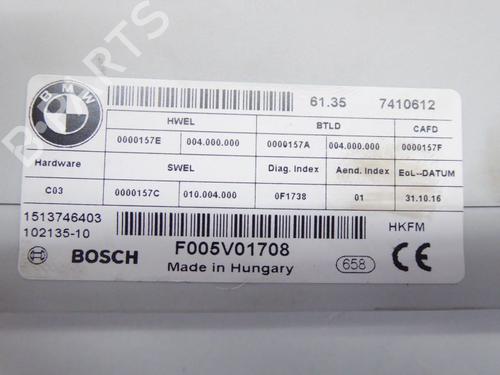 PARTS
BMW
61.35 7410612
HWEL BTLD CAFD
0000157E 004.000.000 0000157A 004.000.000 0000157F
Hardware SWEL Diag. Index Aend. Index EoL--DATUM
C03 0000157C 010.004.000 0F1738 01 31.10.16
1513746403 HKFM
102135-10
BOSCH F005V01708
Made in Hungary 658 CE